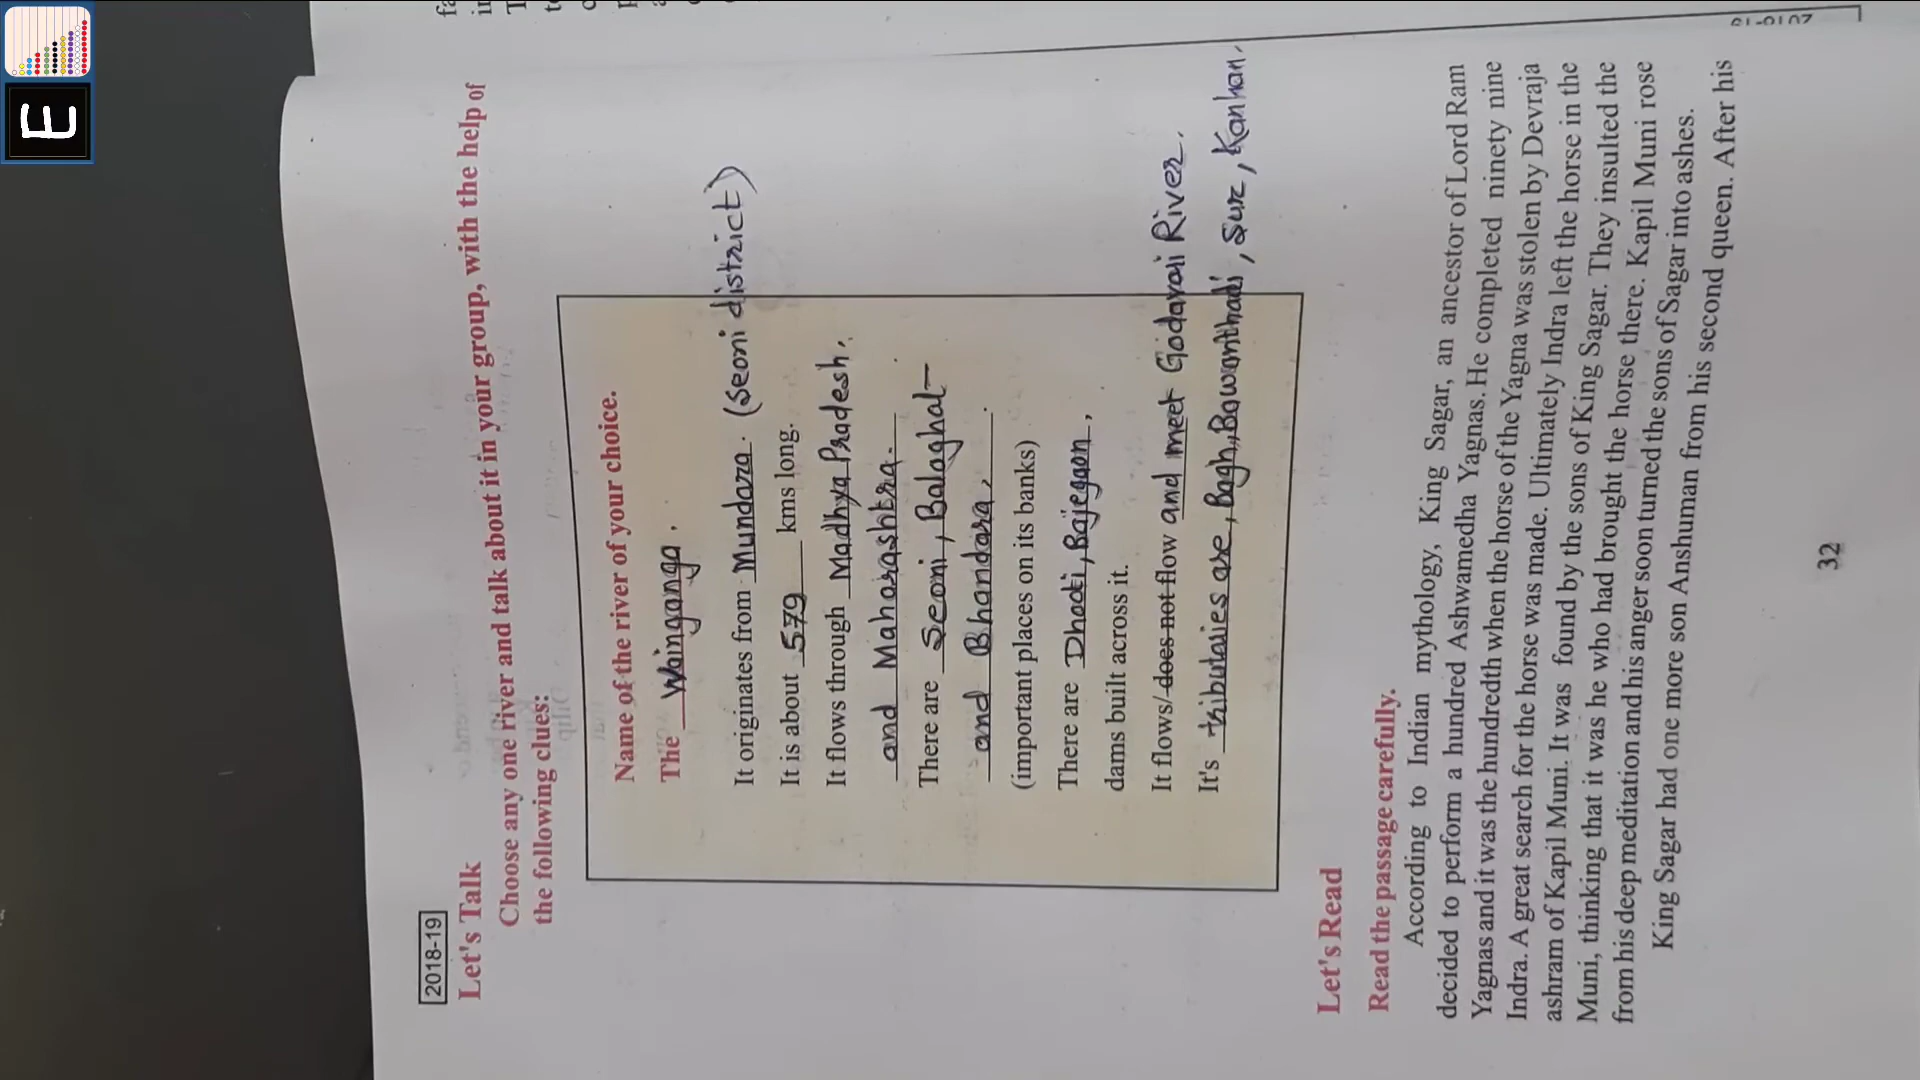 E
2018-19
Let's Talk
Choose any one river and talk about it in your group, with the help of
the following clues:
Name of the river of your choice.
The Wainganga.
It originates from Mundara. (Seoni district)
It is about 579 kms long.
It flows through Madhya Pradesh,
and Maharashtra.
There are Seoni, Balaghat-
and Bhandara,
(important places on its banks)
There are Dhadi, Bajegaon,
dams built across it.
It flows/does not flow and meet Godavari River.
It's tributaries are, Bagh, Bawanthadi, Sur, Kanhan.
Let's Read
Read the passage carefully.
According to Indian mythology, King Sagar, an ancestor of Lord Ram
decided to perform a hundred Ashwamedha Yagnas. He completed ninety nine
Yagnas and it was the hundredth when the horse of the Yagna was stolen by Devraja
Indra. A great search for the horse was made. Ultimately Indra left the horse in the
ashram of Kapil Muni. It was found by the sons of King Sagar. They insulted the
Muni, thinking that it was he who had brought the horse there. Kapil Muni rose
from his deep meditation and his anger soon turned the sons of Sagar into ashes.
King Sagar had one more son Anshuman from his second queen. After his
32